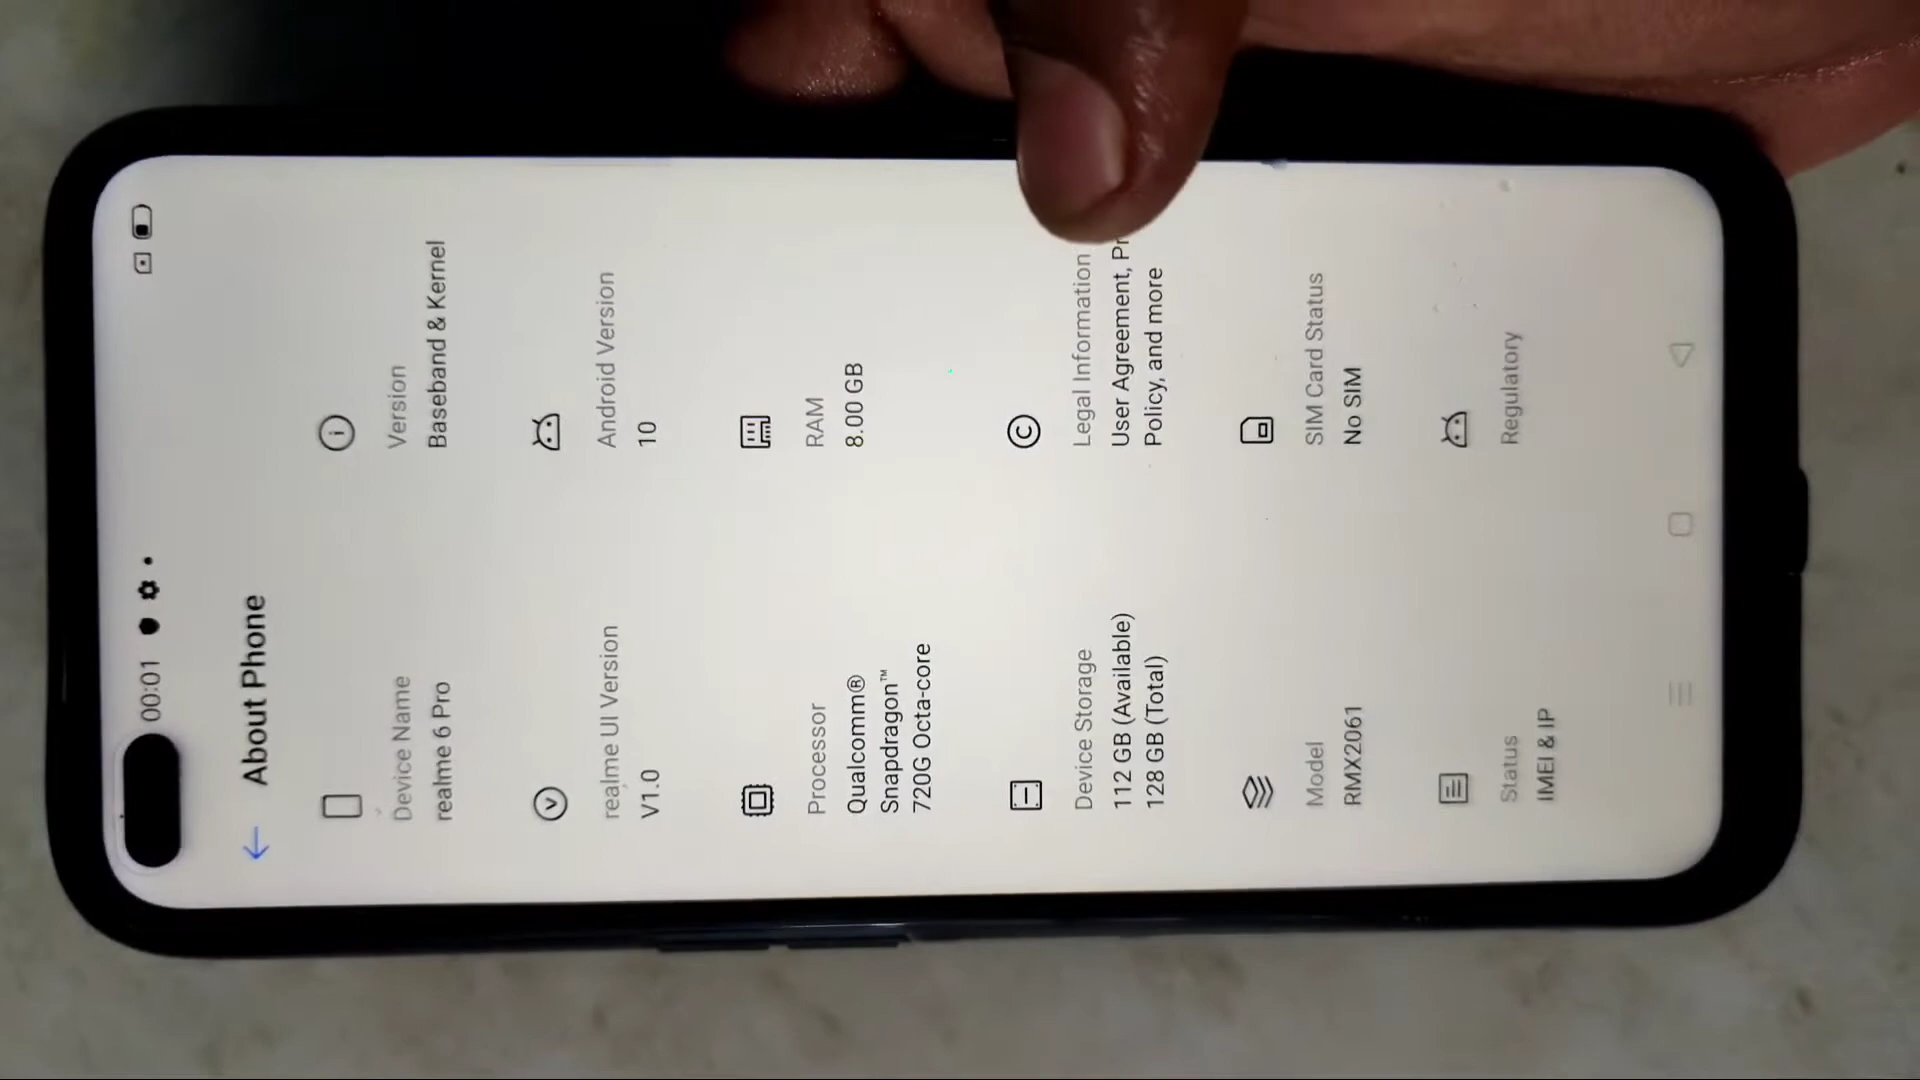 00:01
About Phone
Device Name
realme 6 Pro
Version
Baseband & Kernel
realme UI Version
V1.0
Android Version
10
Processor
Qualcomm®
Snapdragon™
720G Octa-core
RAM
8.00 GB
Device Storage
112 GB (Available)
128 GB (Total)
Legal Information
User Agreement,
Policy, and more
Model
RMX2061
SIM Card Status
No SIM
Status
IMEI & IP
Regulatory